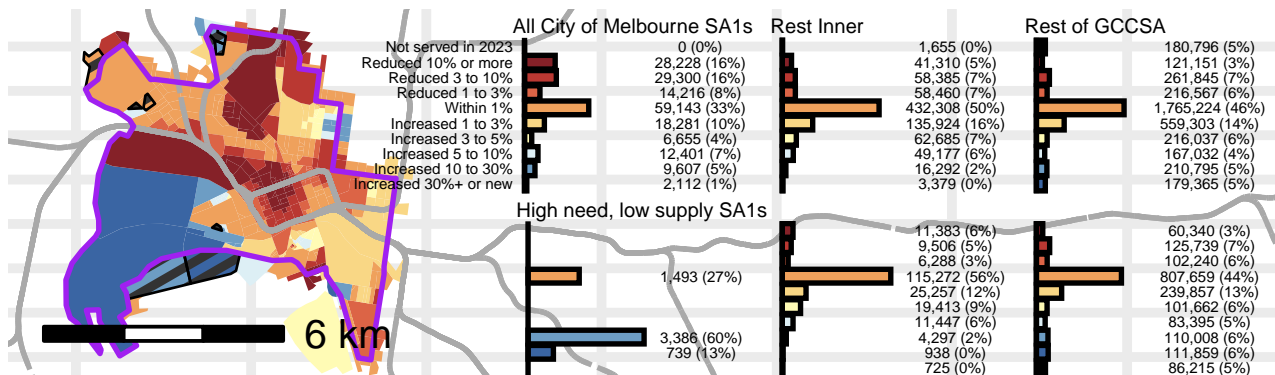 All City of Melbourne SA1s Rest Inner Rest of GCCSA
Not served in 2023 0 (0%) 1,655 (0%) 180,796 (5%)
Reduced 10% or more 28,228 (16%) 41,310 (5%) 121,151 (3%)
Reduced 3 to 10% 29,300 (16%) 58,385 (7%) 261,845 (7%)
Reduced 1 to 3% 14,216 (8%) 58,460 (7%) 216,567 (6%)
Within 1% 59,143 (33%) 432,308 (50%) 1,765,224 (46%)
Increased 1 to 3% 18,281 (10%) 135,924 (16%) 559,303 (14%)
Increased 3 to 5% 6,655 (4%) 62,685 (7%) 216,037 (6%)
Increased 5 to 10% 12,401 (7%) 49,177 (6%) 167,032 (4%)
Increased 10 to 30% 9,607 (5%) 16,292 (2%) 210,795 (5%)
Increased 30%+ or new 2,112 (1%) 3,379 (0%) 179,365 (5%)
High need, low supply SA1s
11,383 (6%) 60,340 (3%)
9,506 (5%) 125,739 (7%)
6,288 (3%) 102,240 (6%)
1,493 (27%) 115,272 (56%) 807,659 (44%)
25,257 (12%) 239,857 (13%)
19,413 (9%) 101,662 (6%)
11,447 (6%) 83,395 (5%)
3,386 (60%) 4,297 (2%) 110,008 (6%)
739 (13%) 938 (0%) 111,859 (6%)
725 (0%) 86,215 (5%)
6 km